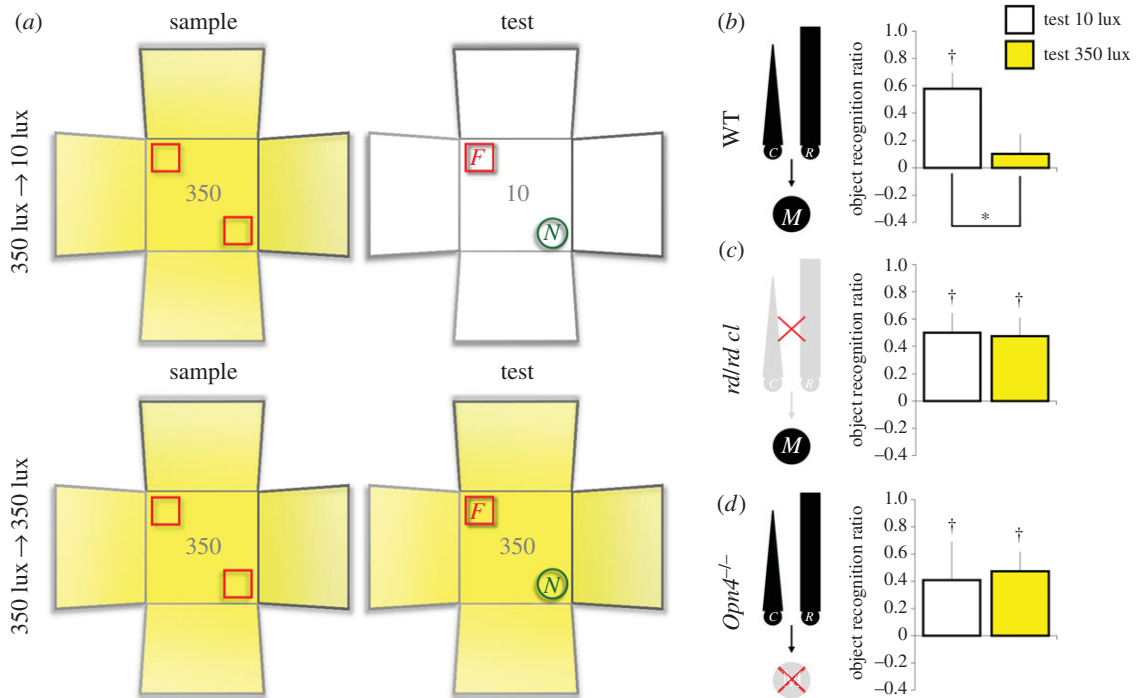 (a)
sample
test
350 lux → 10 lux
350
F
10
N
sample
test
350 lux → 350 lux
350
F
350
N
(b)
WT
C R
M
object recognition ratio
1.0
0.8
0.6
0.4
0.2
0
−0.2
−0.4
†
*
test 10 lux
test 350 lux
(c)
rd/rd cl
C R
M
object recognition ratio
1.0
0.8
0.6
0.4
0.2
0
−0.2
−0.4
† †
(d)
Opn4−/−
C R
object recognition ratio
1.0
0.8
0.6
0.4
0.2
0
−0.2
−0.4
† †